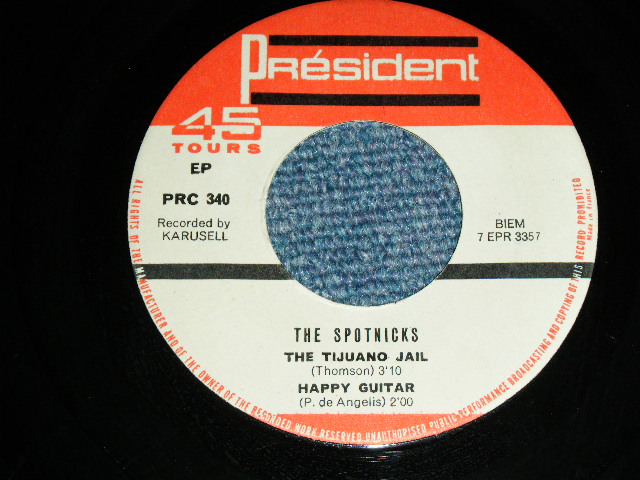 Président
45
TOURS
EP
PRC 340
Recorded by
KARUSELL
BIEM
7 EPR 3357
THE SPOTNICKS
THE TIJUANO JAIL
(Thomson) 3'10
HAPPY GUITAR
(P. de Angelis) 2'00
ALL RIGHTS OF THE MANUFACTURER AND OF THE OWNER OF THE RECORDED WORK RESERVED UNAUTHORISED PUBLIC PERFORMANCE BROADCASTING AND COPYING OF THIS RECORD PROHIBITED
Made in France